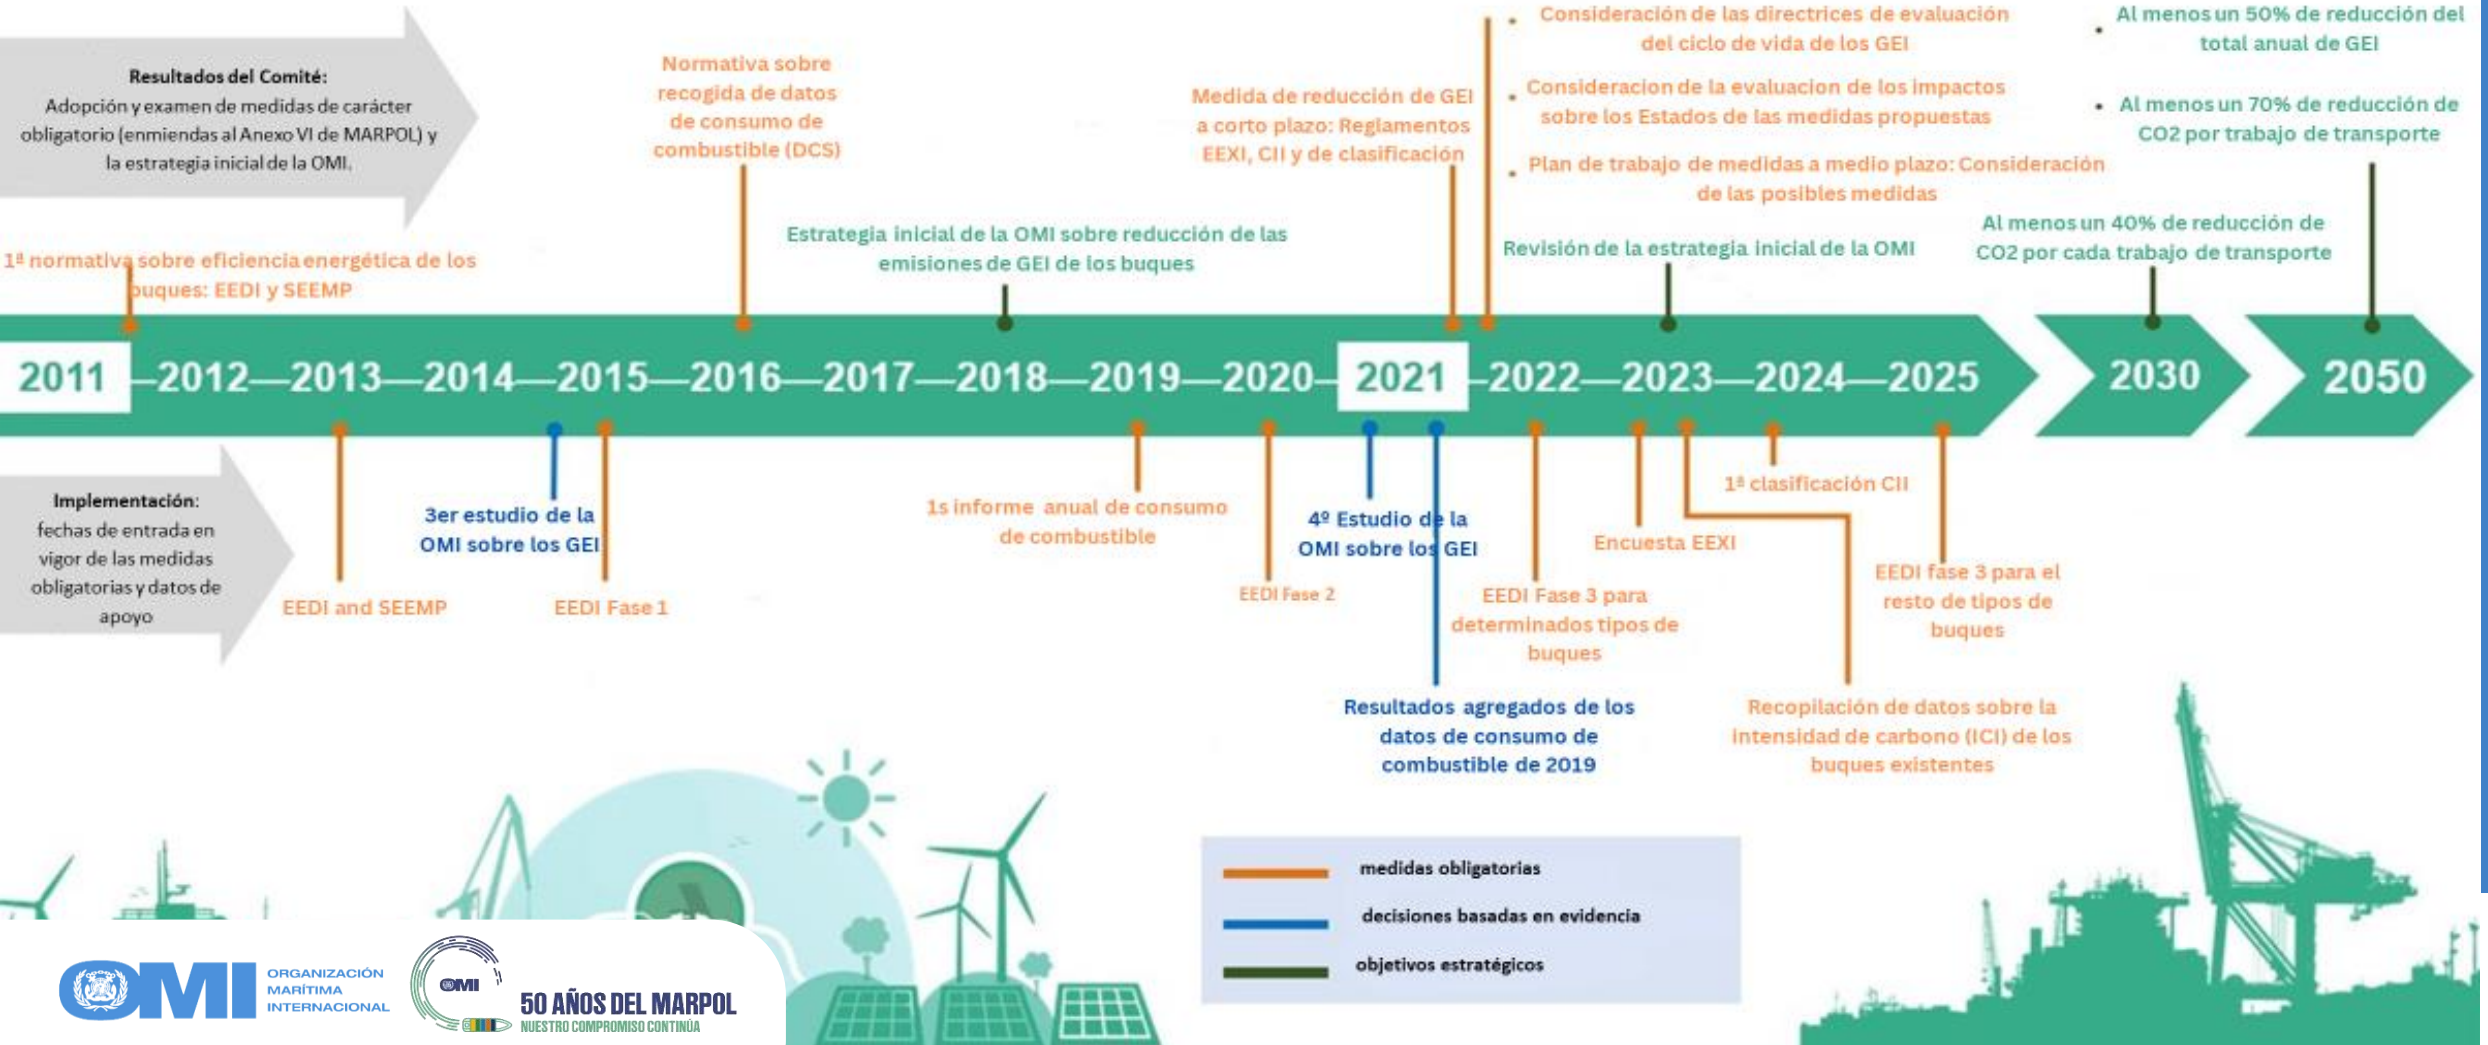 Resultados del Comité:
Adopción y examen de medidas de carácter
obligatorio (enmiendas al Anexo VI de MARPOL) y
la estrategia inicial de la OMI.
1ª normativa sobre eficiencia energética de los
buques: EEDI y SEEMP
Normativa sobre
recogida de datos
de consumo de
combustible (DCS)
Estrategia inicial de la OMI sobre reducción de las
emisiones de GEI de los buques
Medida de reducción de GEI
a corto plazo: Reglamentos
EEXI, CII y de clasificación
• Consideración de las directrices de evaluación
del ciclo de vida de los GEI
• Consideracion de la evaluacion de los impactos
sobre los Estados de las medidas propuestas
• Plan de trabajo de medidas a medio plazo: Consideración
de las posibles medidas
Revisión de la estrategia inicial de la OMI
• Al menos un 50% de reducción del
total anual de GEI
• Al menos un 70% de reducción de
CO2 por trabajo de transporte
Al menos un 40% de reducción de
CO2 por cada trabajo de transporte
2011 2012 2013 2014 2015 2016 2017 2018 2019 2020 2021 2022 2023 2024 2025 2030 2050
Implementación:
fechas de entrada en
vigor de las medidas
obligatorias y datos de
apoyo
EEDI and SEEMP
3er estudio de la
OMI sobre los GEI
EEDI Fase 1
1s informe anual de consumo
de combustible
EEDI Fase 2
4º Estudio de la
OMI sobre los GEI
Resultados agregados de los
datos de consumo de
combustible de 2019
EEDI Fase 3 para
determinados tipos de
buques
Encuesta EEXI
1ª clasificación CII
Recopilación de datos sobre la
intensidad de carbono (ICI) de los
buques existentes
EEDI fase 3 para el
resto de tipos de
buques
medidas obligatorias
decisiones basadas en evidencia
objetivos estratégicos
OMI
ORGANIZACIÓN
MARÍTIMA
INTERNACIONAL
OMI
50 AÑOS DEL MARPOL
NUESTRO COMPROMISO CONTINÚA